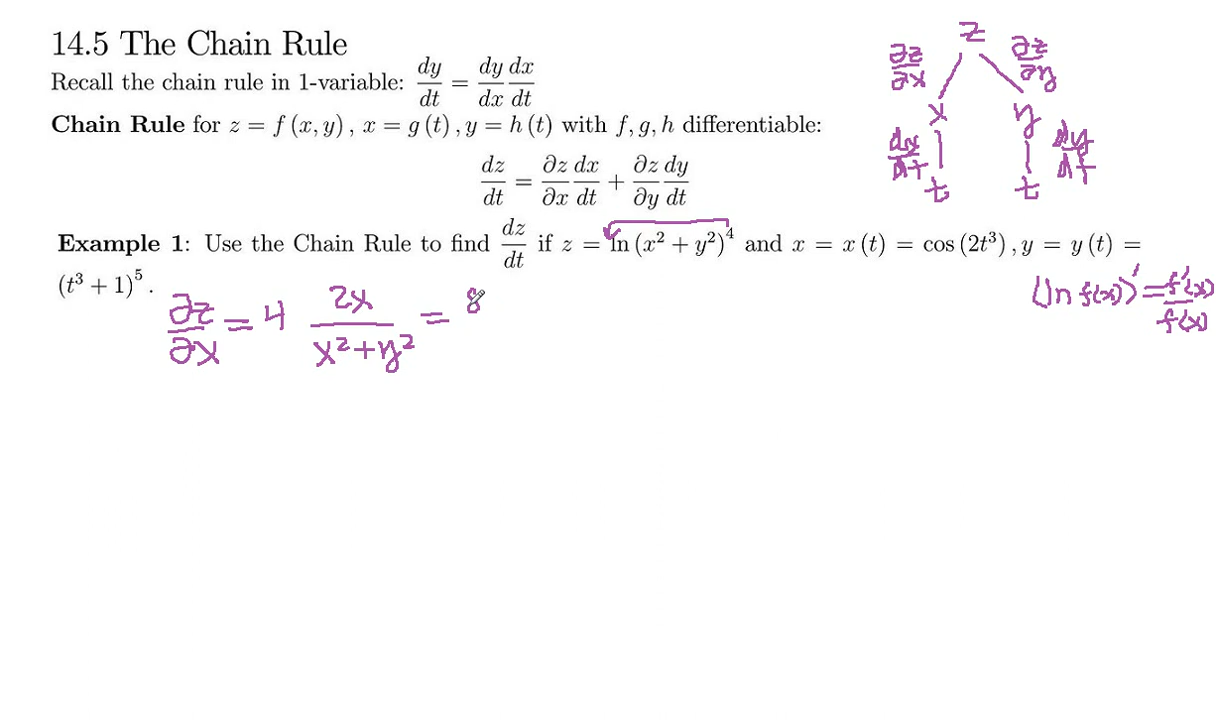 14.5 The Chain Rule
Recall the chain rule in 1-variable: dy/dt = dy/dx dx/dt
Chain Rule for z = f (x, y) , x = g (t) , y = h (t) with f, g, h differentiable:
dz/dt = ∂z/∂x dx/dt + ∂z/∂y dy/dt
z
∂z/∂x ∂z/∂y
x y
dx/dt dy/dt
t t
Example 1: Use the Chain Rule to find dz/dt if z = ln (x² + y²)⁴ and x = x (t) = cos (2t³) , y = y (t) =
(t³ + 1)⁵ .
(ln f(x))' = f'(x)/f(x)
∂z/∂x = 4 2x/(x²+y²) = 8